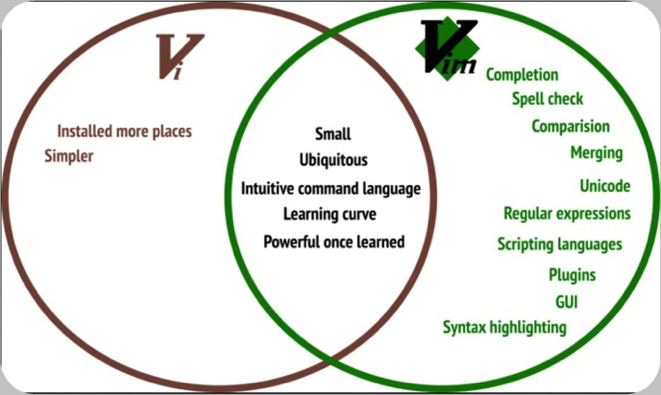 Vi
Installed more places
Simpler
Small
Ubiquitous
Intuitive command language
Learning curve
Powerful once learned
Vim
Completion
Spell check
Comparision
Merging
Unicode
Regular expressions
Scripting languages
Plugins
GUI
Syntax highlighting